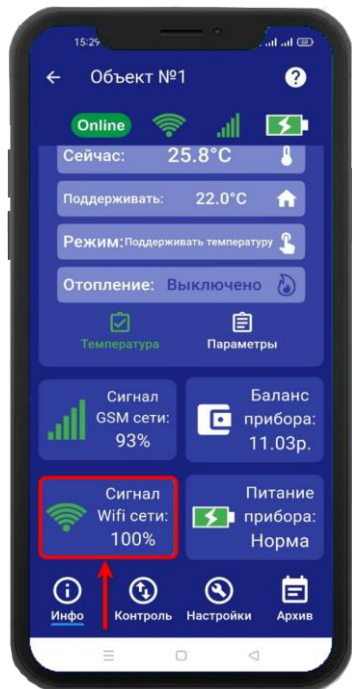 15:29
Объект №1
?
Online
Сейчас: 25.8°C
Поддерживать: 22.0°C
Режим: Поддерживать температуру
Отопление: Выключено
Температура Параметры
Сигнал
GSM сети:
93%
Баланс
прибора:
11.03р.
Сигнал
Wifi сети:
100%
Питание
прибора:
Норма
Инфо Контроль Настройки Архив